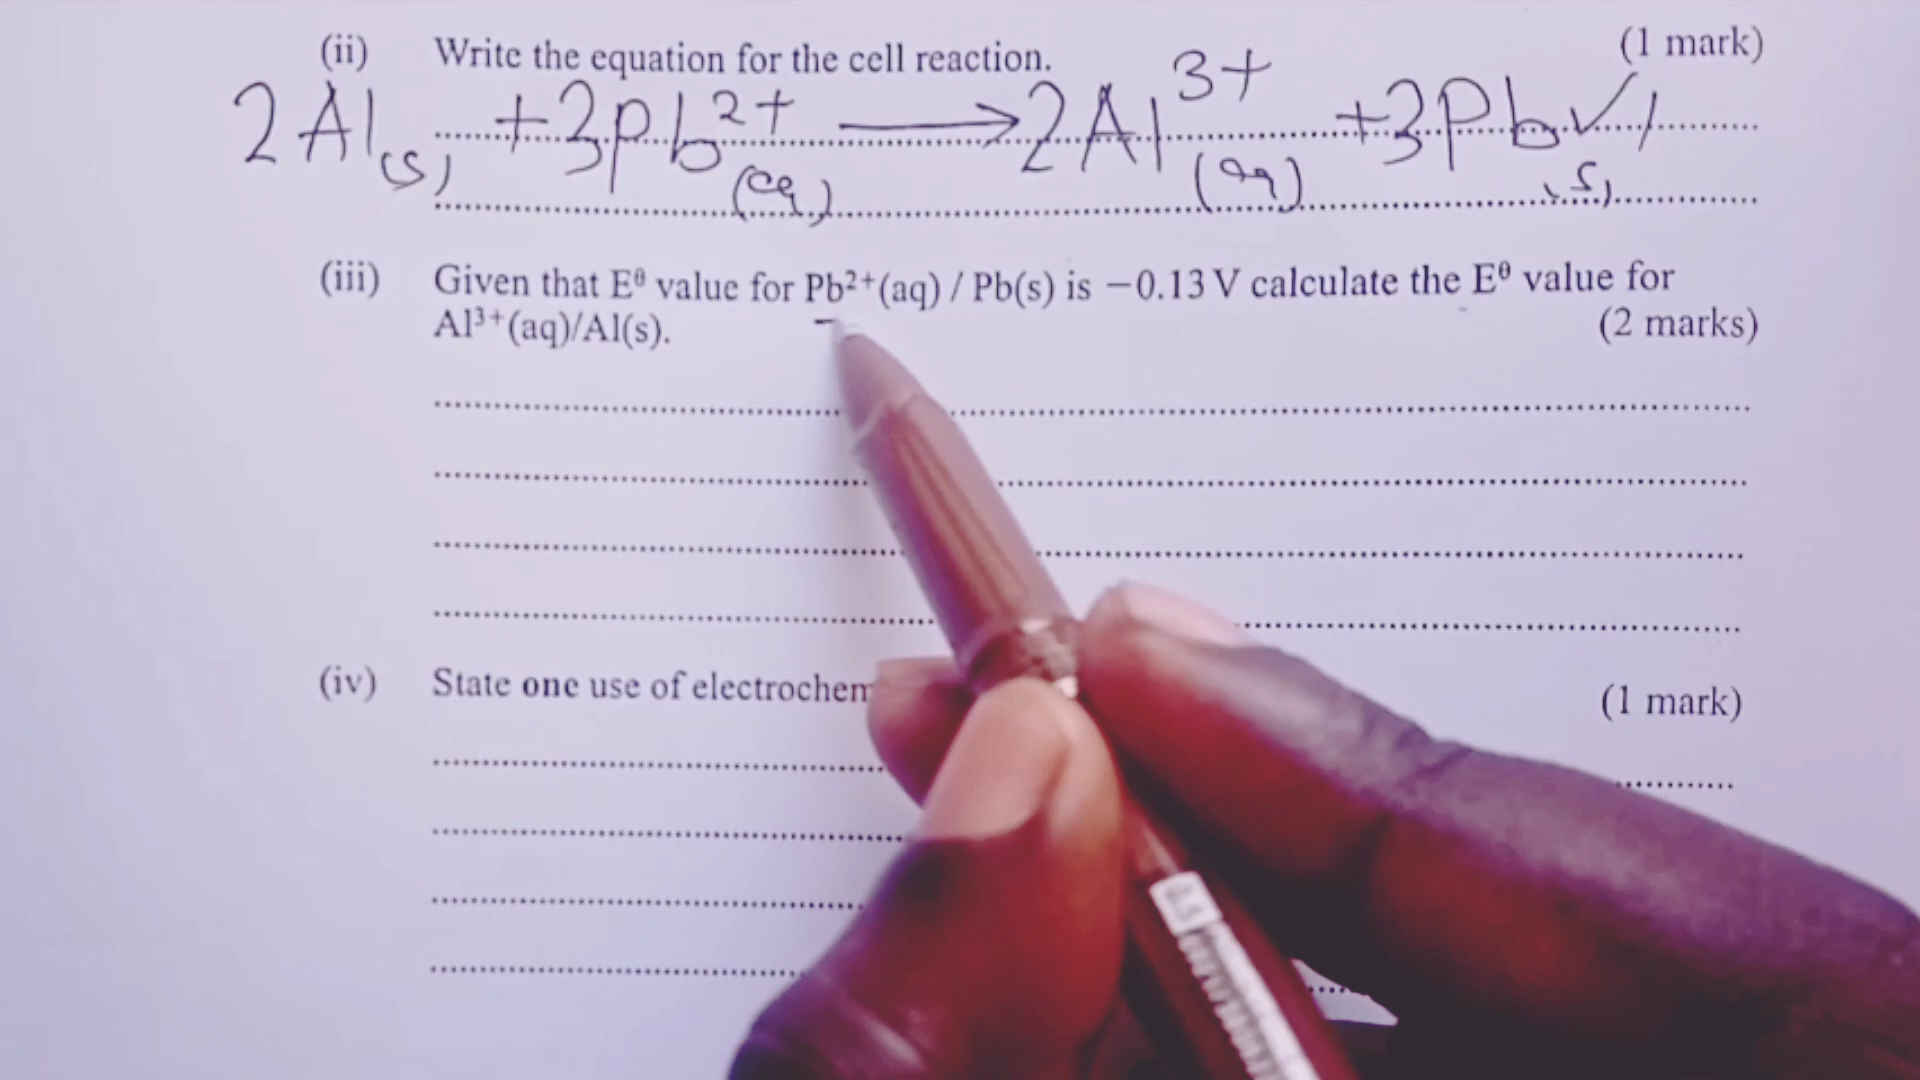 (ii) Write the equation for the cell reaction. (1 mark)
2Al(s) + 3pb2+(aq) → 2Al3+(aq) + 3Pb(s) ✓1
(iii) Given that Eθ value for Pb²⁺(aq) / Pb(s) is −0.13 V calculate the Eθ value for
Al³⁺(aq)/Al(s). (2 marks)
(iv) State one use of electrochem (1 mark)
0.5